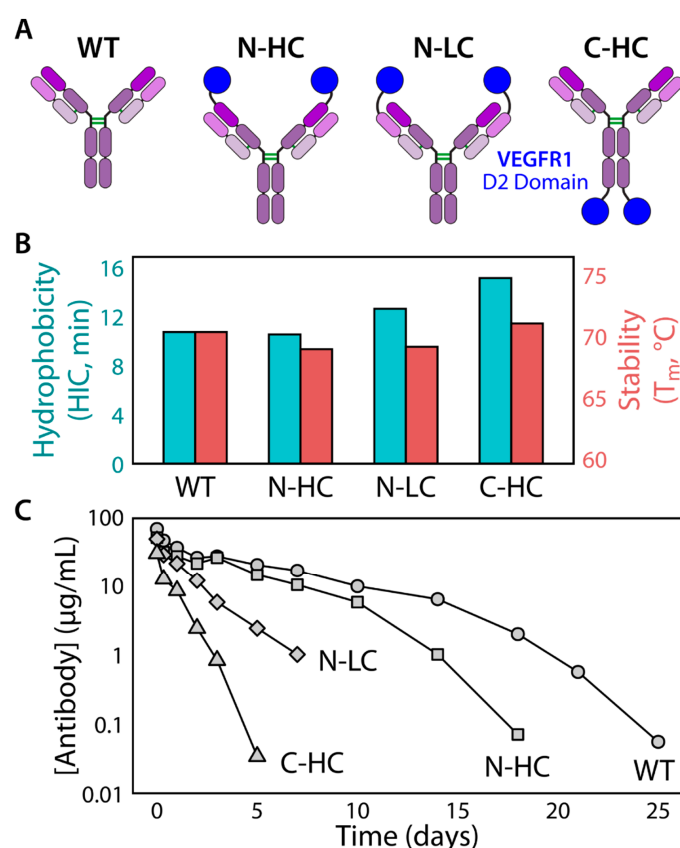 A
WT
N-HC
N-LC
C-HC
VEGFR1
D2 Domain
B
Hydrophobicity
(HIC, min)
16
12
8
4
0
75
70
65
60
Stability
(Tm, °C)
WT
N-HC
N-LC
C-HC
C
[Antibody] (µg/mL)
100
10
1
0.1
0.01
N-LC
C-HC
N-HC
WT
0
5
10
15
20
25
Time (days)